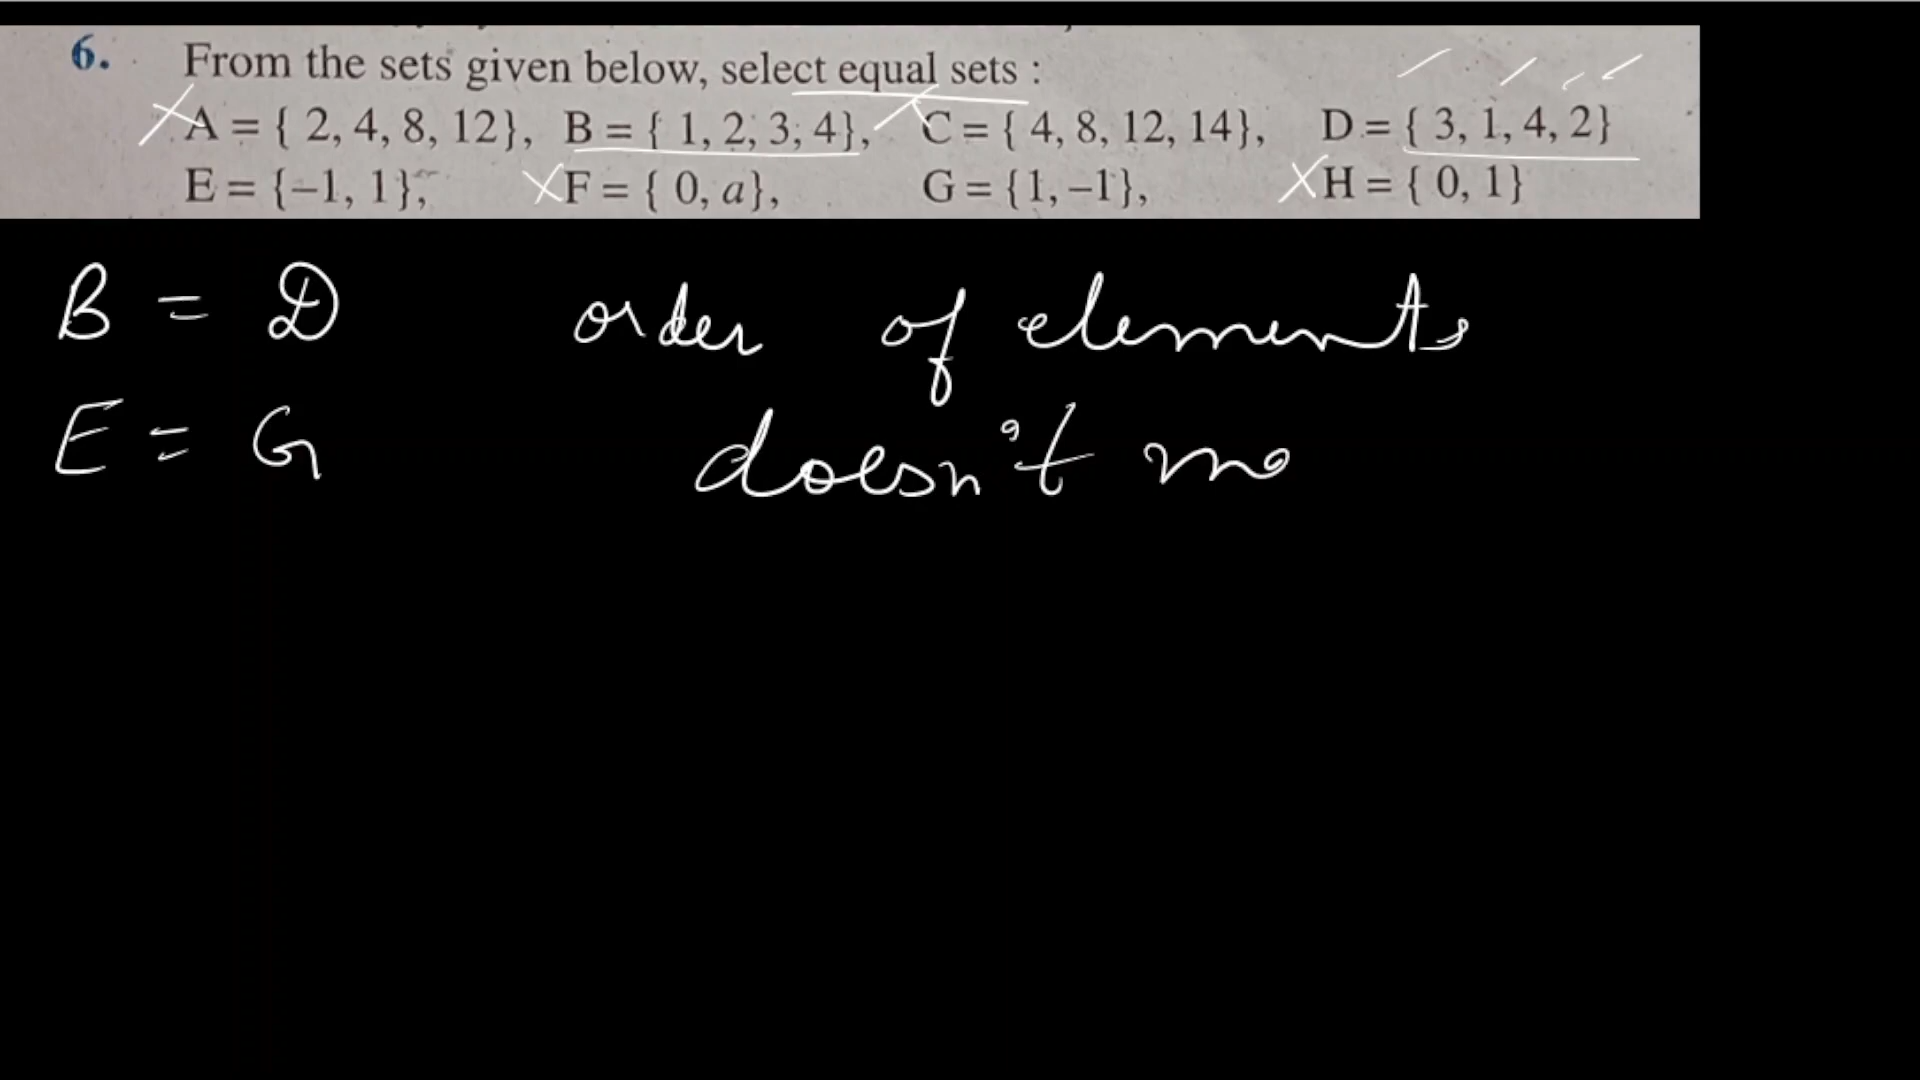 6. From the sets given below, select equal sets :
A = { 2, 4, 8, 12}, B = { 1, 2, 3, 4}, C = { 4, 8, 12, 14}, D = { 3, 1, 4, 2}
E = {–1, 1}, F = { 0, a}, G = {1, –1}, H = { 0, 1}
B = D order of elements
E = G doesn't ma